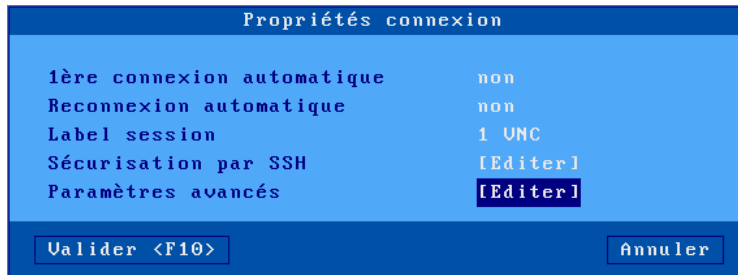 Propriétés connexion
1ère connexion automatique non
Reconnexion automatique non
Label session 1 VNC
Sécurisation par SSH [Editer]
Paramètres avancés [Editer]
Valider <F10> Annuler